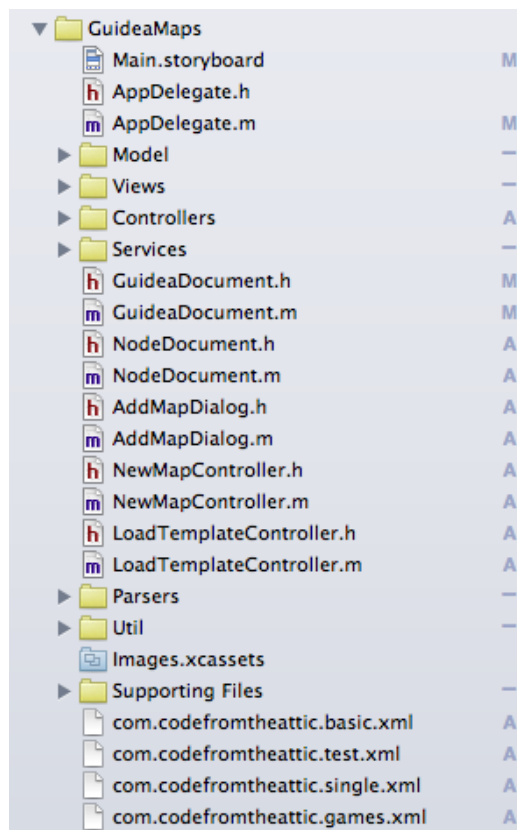 GuideaMaps
Main.storyboard M
h AppDelegate.h
m AppDelegate.m M
Model –
Views –
Controllers A
Services –
h GuideaDocument.h M
m GuideaDocument.m M
h NodeDocument.h A
m NodeDocument.m A
h AddMapDialog.h A
m AddMapDialog.m A
h NewMapController.h A
m NewMapController.m A
h LoadTemplateController.h A
m LoadTemplateController.m A
Parsers –
Util –
Images.xcassets
Supporting Files –
com.codefromtheattic.basic.xml A
com.codefromtheattic.test.xml A
com.codefromtheattic.single.xml A
com.codefromtheattic.games.xml A